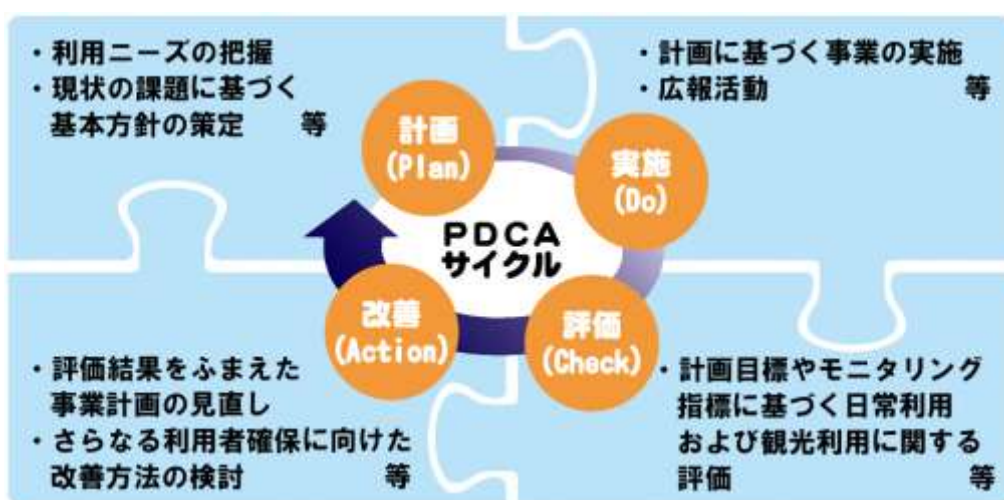 ・利用ニーズの把握
・現状の課題に基づく
基本方針の策定　等
・計画に基づく事業の実施
・広報活動　等
計画
(Plan)
実施
(Do)
PDCA
サイクル
改善
(Action)
評価
(Check)
・評価結果をふまえた
事業計画の見直し
・さらなる利用者確保に向けた
改善方法の検討　等
・計画目標やモニタリング
指標に基づく日常利用
および観光利用に関する
評価　等